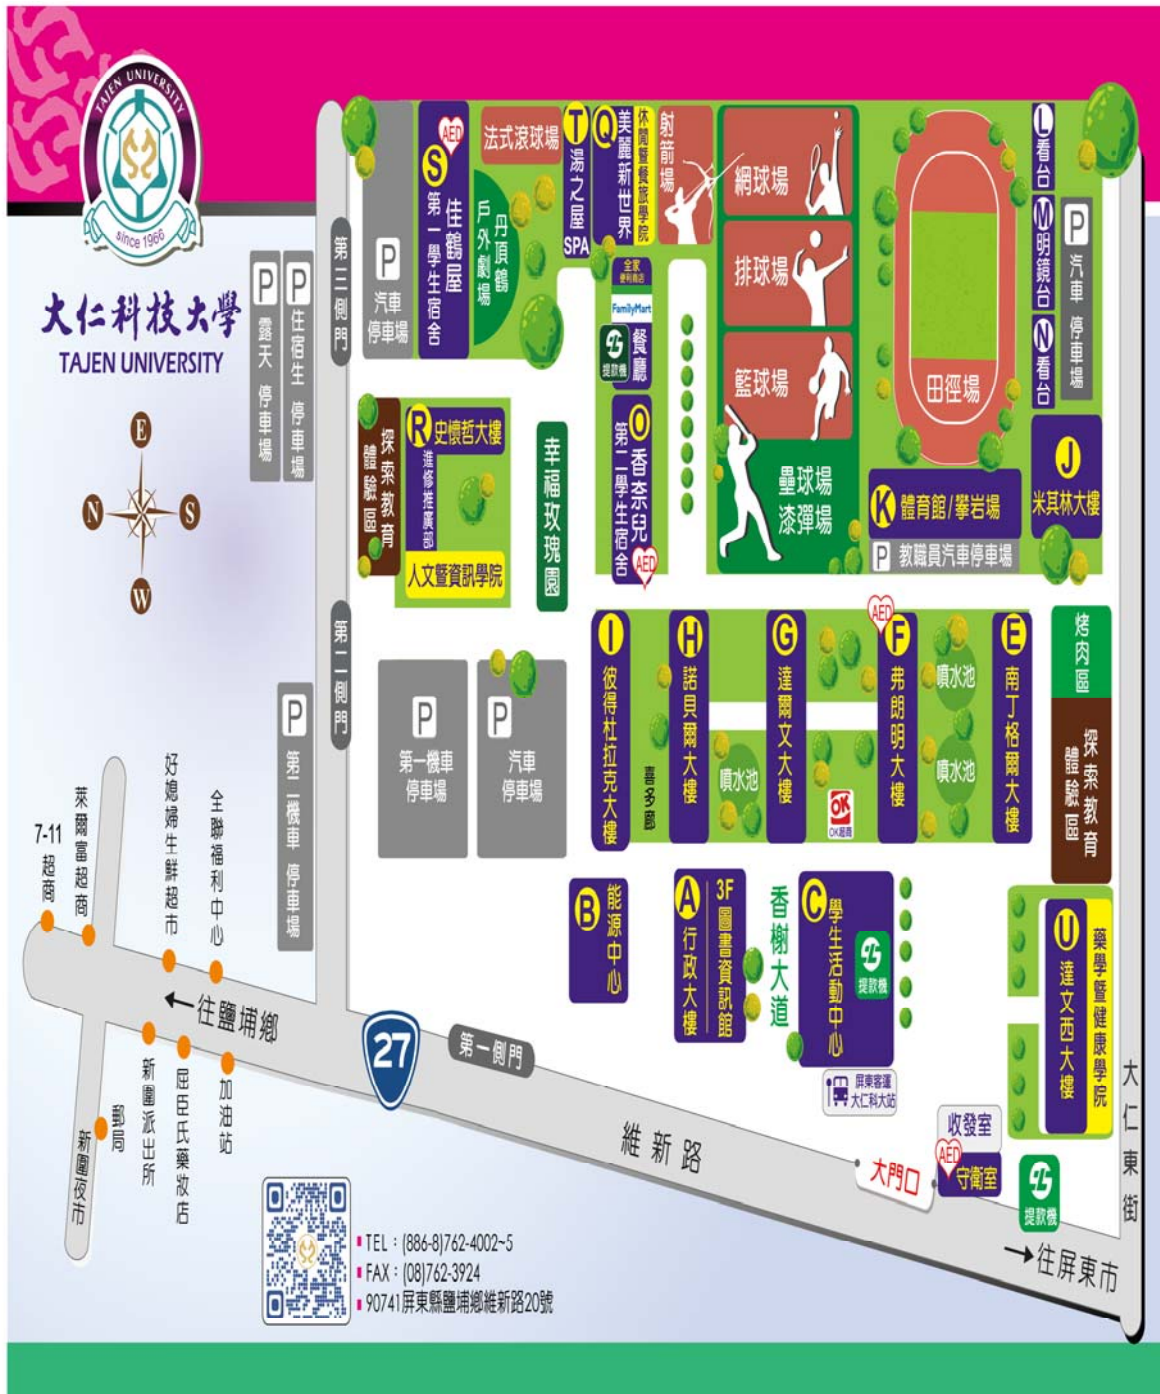 TAJEN UNIVERSITY
since 1966
大仁科技大學
TAJEN UNIVERSITY
E
N
S
W
P
露天 停車場
P
住宿生 停車場
第三側門
P
汽車
停車場
S
AED
佳鶴屋
第一學生宿舍
法式滾球場
丹頂鶴
戶外劇場
T
湯之屋
SPA
Q
美麗新世界
休閒暨餐旅學院
射箭場
全家
便利商店
FamilyMart
提款機
餐廳
網球場
排球場
籃球場
壘球場
漆彈場
田徑場
L
看台
M
明鏡台
N
看台
P
汽車 停車場
J
米其林大樓
K
體育館/攀岩場
P
教職員汽車停車場
探索教育
體驗區
R
史懷哲大樓
進修推廣部
人文暨資訊學院
幸福玫瑰園
O
香奈兒
第二學生宿舍
AED
第二側門
P
第二機車 停車場
P
第一機車
停車場
P
汽車
停車場
I
彼得杜拉克大樓
喜多廊
H
諾貝爾大樓
噴水池
G
達爾文大樓
OK
OK超商
AED
F
弗朗明大樓
噴水池
噴水池
E
南丁格爾大樓
烤肉區
探索教育
體驗區
B
能源中心
A
行政大樓
3F
圖書資訊館
香榭大道
C
學生活動中心
提款機
U
達文西大樓
藥學暨健康學院
屏東客運
大仁科大站
收發室
AED
守衛室
大門口
提款機
大仁東街
7-11
超商
萊爾富超商
好媳婦生鮮超市
全聯福利中心
←往鹽埔鄉
27
第一側門
維新路
→往屏東市
新圍夜市
郵局
新圍派出所
屈臣氏藥妝店
加油站
TEL：(886-8)762-4002~5
FAX：(08)762-3924
90741屏東縣鹽埔鄉維新路20號